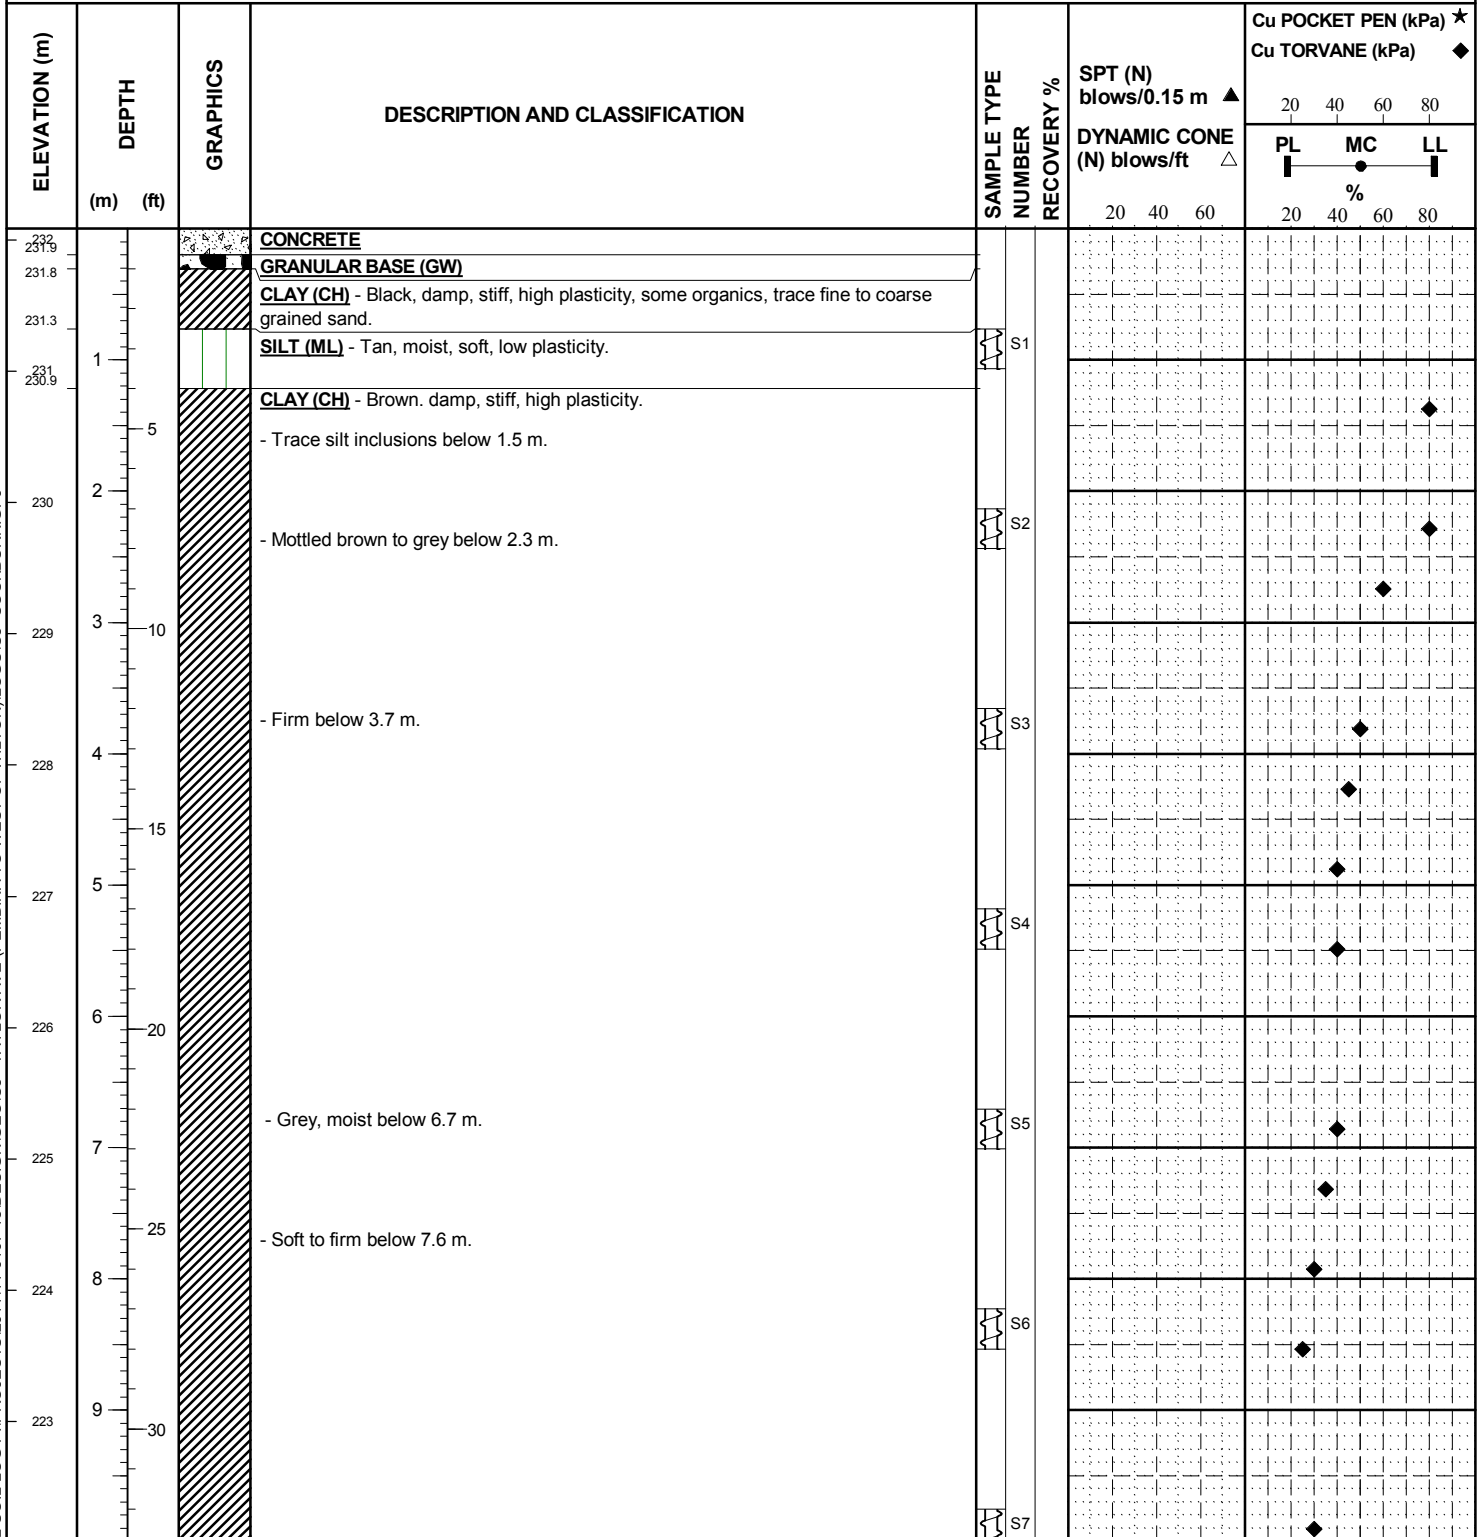 Cu POCKET PEN (kPa) ★
Cu TORVANE (kPa) ◆
ELEVATION (m)
DEPTH
(m) (ft)
GRAPHICS
DESCRIPTION AND CLASSIFICATION
SAMPLE TYPE
NUMBER
RECOVERY %
SPT (N)
blows/0.15 m ▲
DYNAMIC CONE
(N) blows/ft △
20 40 60
20 40 60 80
PL MC LL
%
20 40 60 80
232
231.9
CONCRETE
231.8
GRANULAR BASE (GW)
CLAY (CH) - Black, damp, stiff, high plasticity, some organics, trace fine to coarse
grained sand.
231.3
SILT (ML) - Tan, moist, soft, low plasticity.
S1
1
231
230.9
CLAY (CH) - Brown. damp, stiff, high plasticity.
5
- Trace silt inclusions below 1.5 m.
2
230
S2
- Mottled brown to grey below 2.3 m.
3
10
229
- Firm below 3.7 m.
S3
4
228
15
5
227
S4
6
226
20
- Grey, moist below 6.7 m.
S5
7
225
25
- Soft to firm below 7.6 m.
8
224
S6
9
223
30
S7